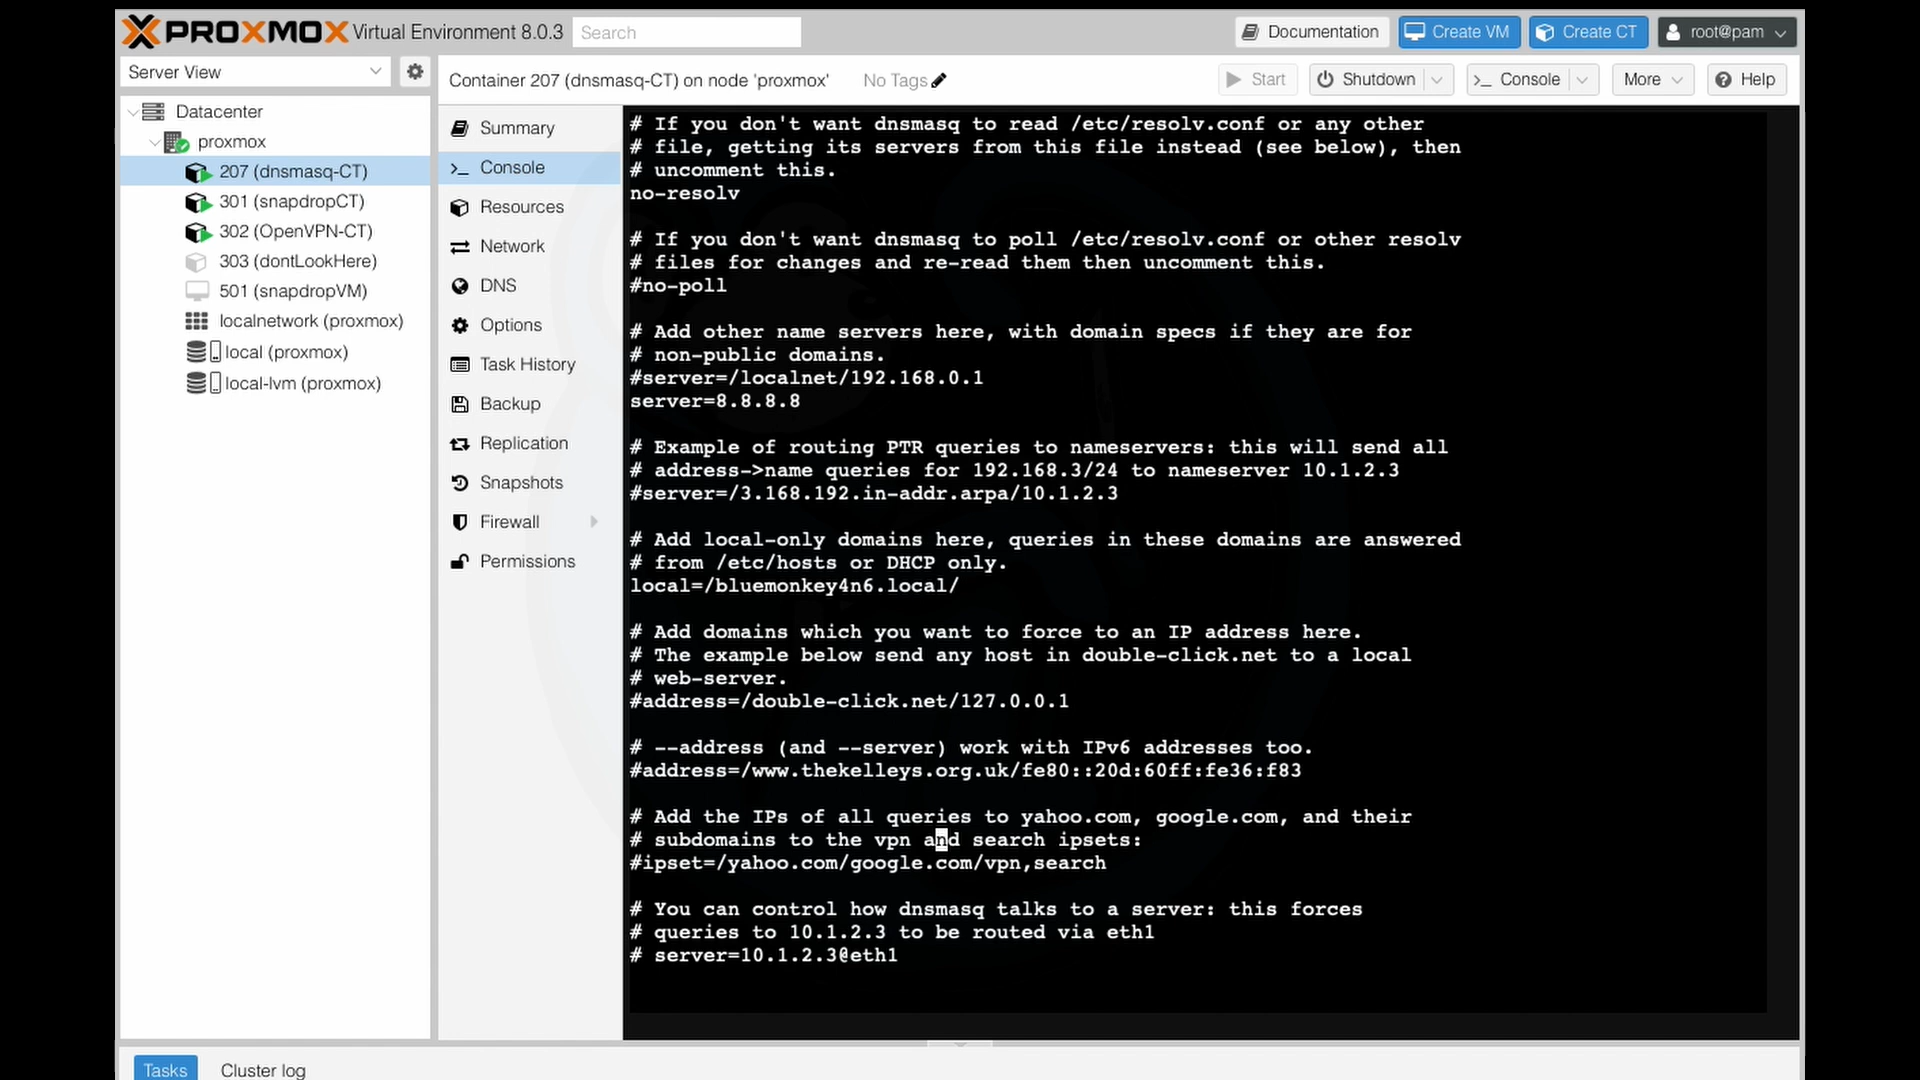 PROXMOX Virtual Environment 8.0.3
Search
Documentation
Create VM
Create CT
root@pam
Server View
Container 207 (dnsmasq-CT) on node 'proxmox'
No Tags
Start
Shutdown
Console
More
Help
Datacenter
proxmox
207 (dnsmasq-CT)
301 (snapdropCT)
302 (OpenVPN-CT)
303 (dontLookHere)
501 (snapdropVM)
localnetwork (proxmox)
local (proxmox)
local-lvm (proxmox)
Summary
Console
Resources
Network
DNS
Options
Task History
Backup
Replication
Snapshots
Firewall
Permissions
# If you don't want dnsmasq to read /etc/resolv.conf or any other
# file, getting its servers from this file instead (see below), then
# uncomment this.
no-resolv
# If you don't want dnsmasq to poll /etc/resolv.conf or other resolv
# files for changes and re-read them then uncomment this.
#no-poll
# Add other name servers here, with domain specs if they are for
# non-public domains.
#server=/localnet/192.168.0.1
server=8.8.8.8
# Example of routing PTR queries to nameservers: this will send all
# address->name queries for 192.168.3/24 to nameserver 10.1.2.3
#server=/3.168.192.in-addr.arpa/10.1.2.3
# Add local-only domains here, queries in these domains are answered
# from /etc/hosts or DHCP only.
local=/bluemonkey4n6.local/
# Add domains which you want to force to an IP address here.
# The example below send any host in double-click.net to a local
# web-server.
#address=/double-click.net/127.0.0.1
# --address (and --server) work with IPv6 addresses too.
#address=/www.thekelleys.org.uk/fe80::20d:60ff:fe36:f83
# Add the IPs of all queries to yahoo.com, google.com, and their
# subdomains to the vpn and search ipsets:
#ipset=/yahoo.com/google.com/vpn,search
# You can control how dnsmasq talks to a server: this forces
# queries to 10.1.2.3 to be routed via eth1
# server=10.1.2.3@eth1
Tasks
Cluster log